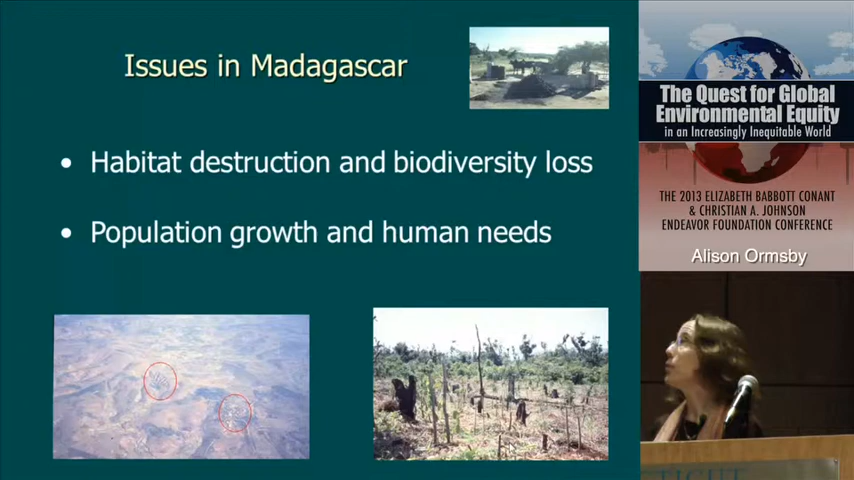 Issues in Madagascar
• Habitat destruction and biodiversity loss
• Population growth and human needs
The Quest for Global
Environmental Equity
in an Increasingly Inequitable World
THE 2013 ELIZABETH BABBOTT CONANT
& CHRISTIAN A. JOHNSON
ENDEAVOR FOUNDATION CONFERENCE
Alison Ormsby